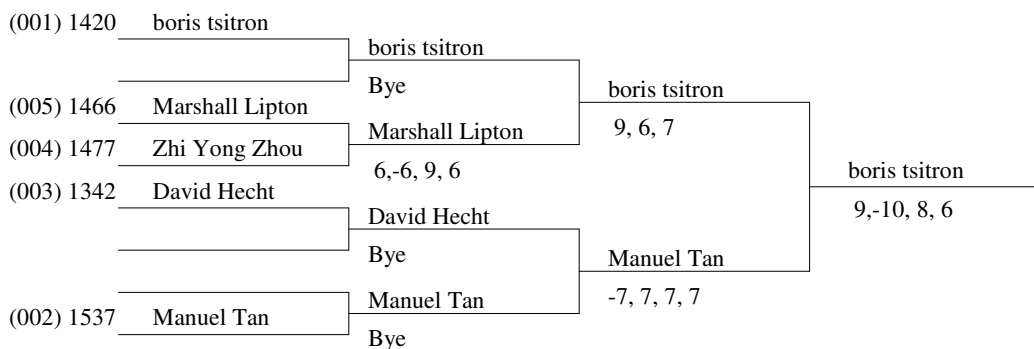 (001) 1420 boris tsitron
boris tsitron
Bye
boris tsitron
(005) 1466 Marshall Lipton
9, 6, 7
Marshall Lipton
(004) 1477 Zhi Yong Zhou
6,-6, 9, 6
boris tsitron
(003) 1342 David Hecht
9,-10, 8, 6
David Hecht
Bye
Manuel Tan
-7, 7, 7, 7
Manuel Tan
(002) 1537 Manuel Tan
Bye